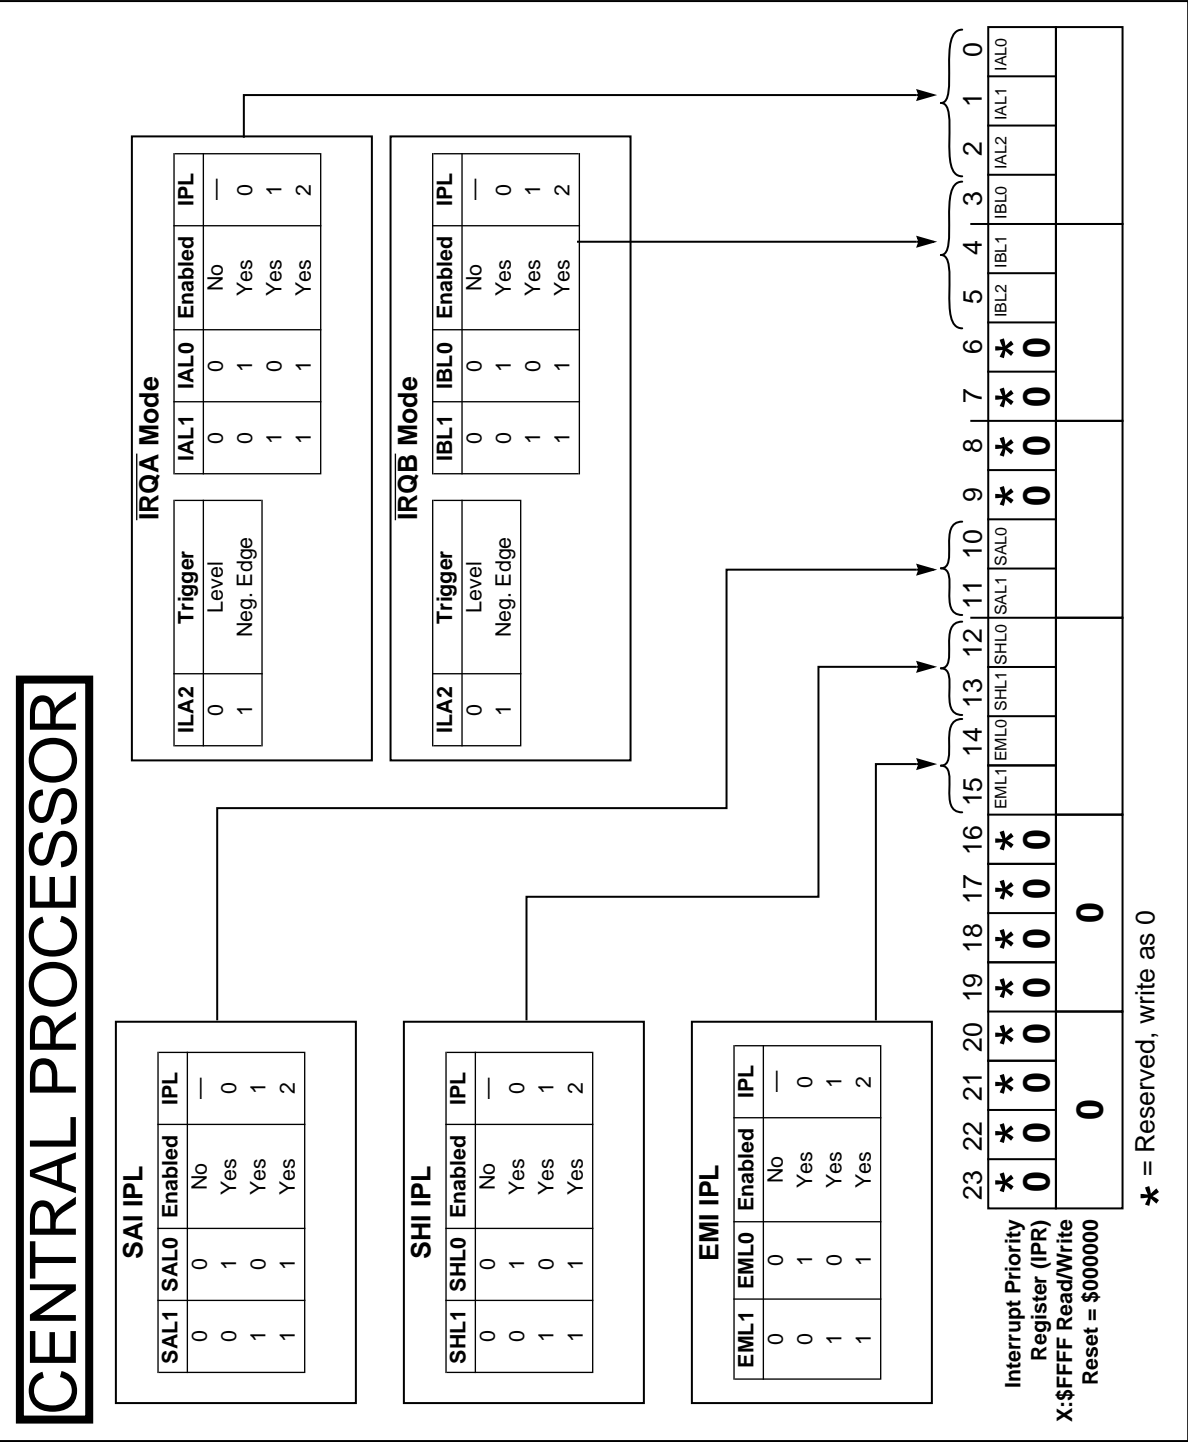 CENTRAL PROCESSOR
SAI IPL
SAL1 SAL0 Enabled IPL
0 0 No —
0 1 Yes 0
1 0 Yes 1
1 1 Yes 2
IRQA Mode
ILA2 Trigger
0 Level
1 Neg. Edge
IAL1 IAL0 Enabled IPL
0 0 No —
0 1 Yes 0
1 0 Yes 1
1 1 Yes 2
SHI IPL
SHL1 SHL0 Enabled IPL
0 0 No —
0 1 Yes 0
1 0 Yes 1
1 1 Yes 2
IRQB Mode
ILA2 Trigger
0 Level
1 Neg. Edge
IBL1 IBL0 Enabled IPL
0 0 No —
0 1 Yes 0
1 0 Yes 1
1 1 Yes 2
EMI IPL
EML1 EML0 Enabled IPL
0 0 No —
0 1 Yes 0
1 0 Yes 1
1 1 Yes 2
23 22 21 20 19 18 17 16 15 14 13 12 11 10 9 8 7 6 5 4 3 2 1 0
* * * * * * * * EML1 EML0 SHL1 SHL0 SAL1 SAL0 * * * * IBL2 IBL1 IBL0 IAL2 IAL1 IAL0
0 0 0 0 0 0 0 0 0 0 0 0
0 0
Interrupt Priority
Register (IPR)
X:$FFFF Read/Write
Reset = $000000
* = Reserved, write as 0